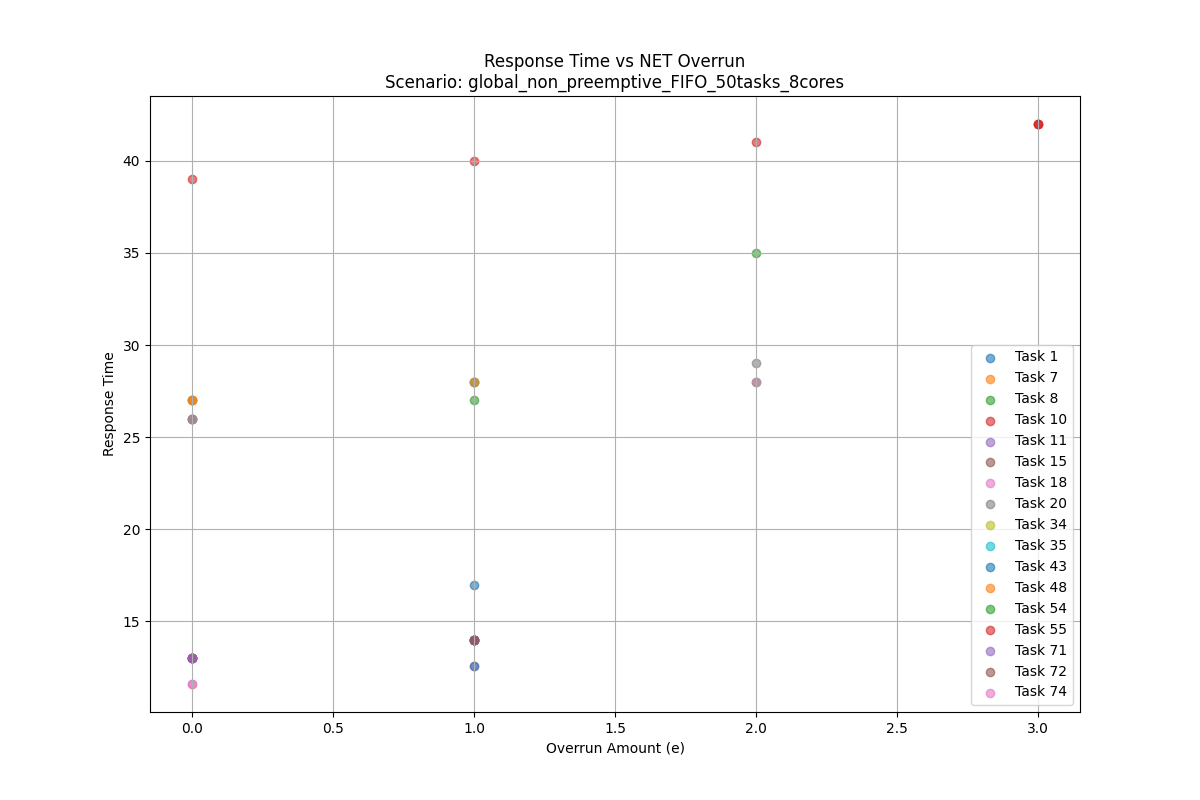 Response Time vs NET Overrun
Scenario: global_non_preemptive_FIFO_50tasks_8cores
Response Time
40
35
30
25
20
15
0.0 0.5 1.0 1.5 2.0 2.5 3.0
Overrun Amount (e)
Task 1
Task 7
Task 8
Task 10
Task 11
Task 15
Task 18
Task 20
Task 34
Task 35
Task 43
Task 48
Task 54
Task 55
Task 71
Task 72
Task 74